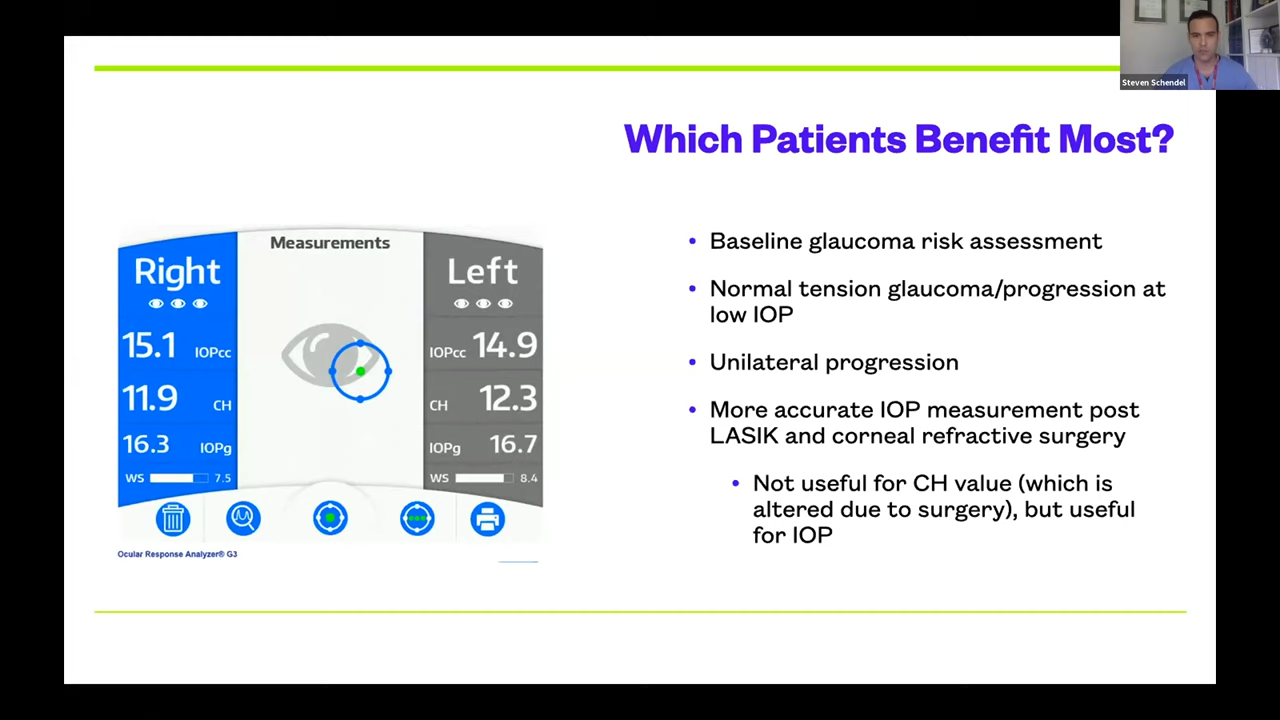 Steven Schendel
Which Patients Benefit Most?
Measurements
Right
15.1 IOPcc
11.9 CH
16.3 IOPg
WS 7.5
Left
IOPcc 14.9
CH 12.3
IOPg 16.7
WS 8.4
Ocular Response Analyzer® G3
• Baseline glaucoma risk assessment
• Normal tension glaucoma/progression at
low IOP
• Unilateral progression
• More accurate IOP measurement post
LASIK and corneal refractive surgery
• Not useful for CH value (which is
altered due to surgery), but useful
for IOP